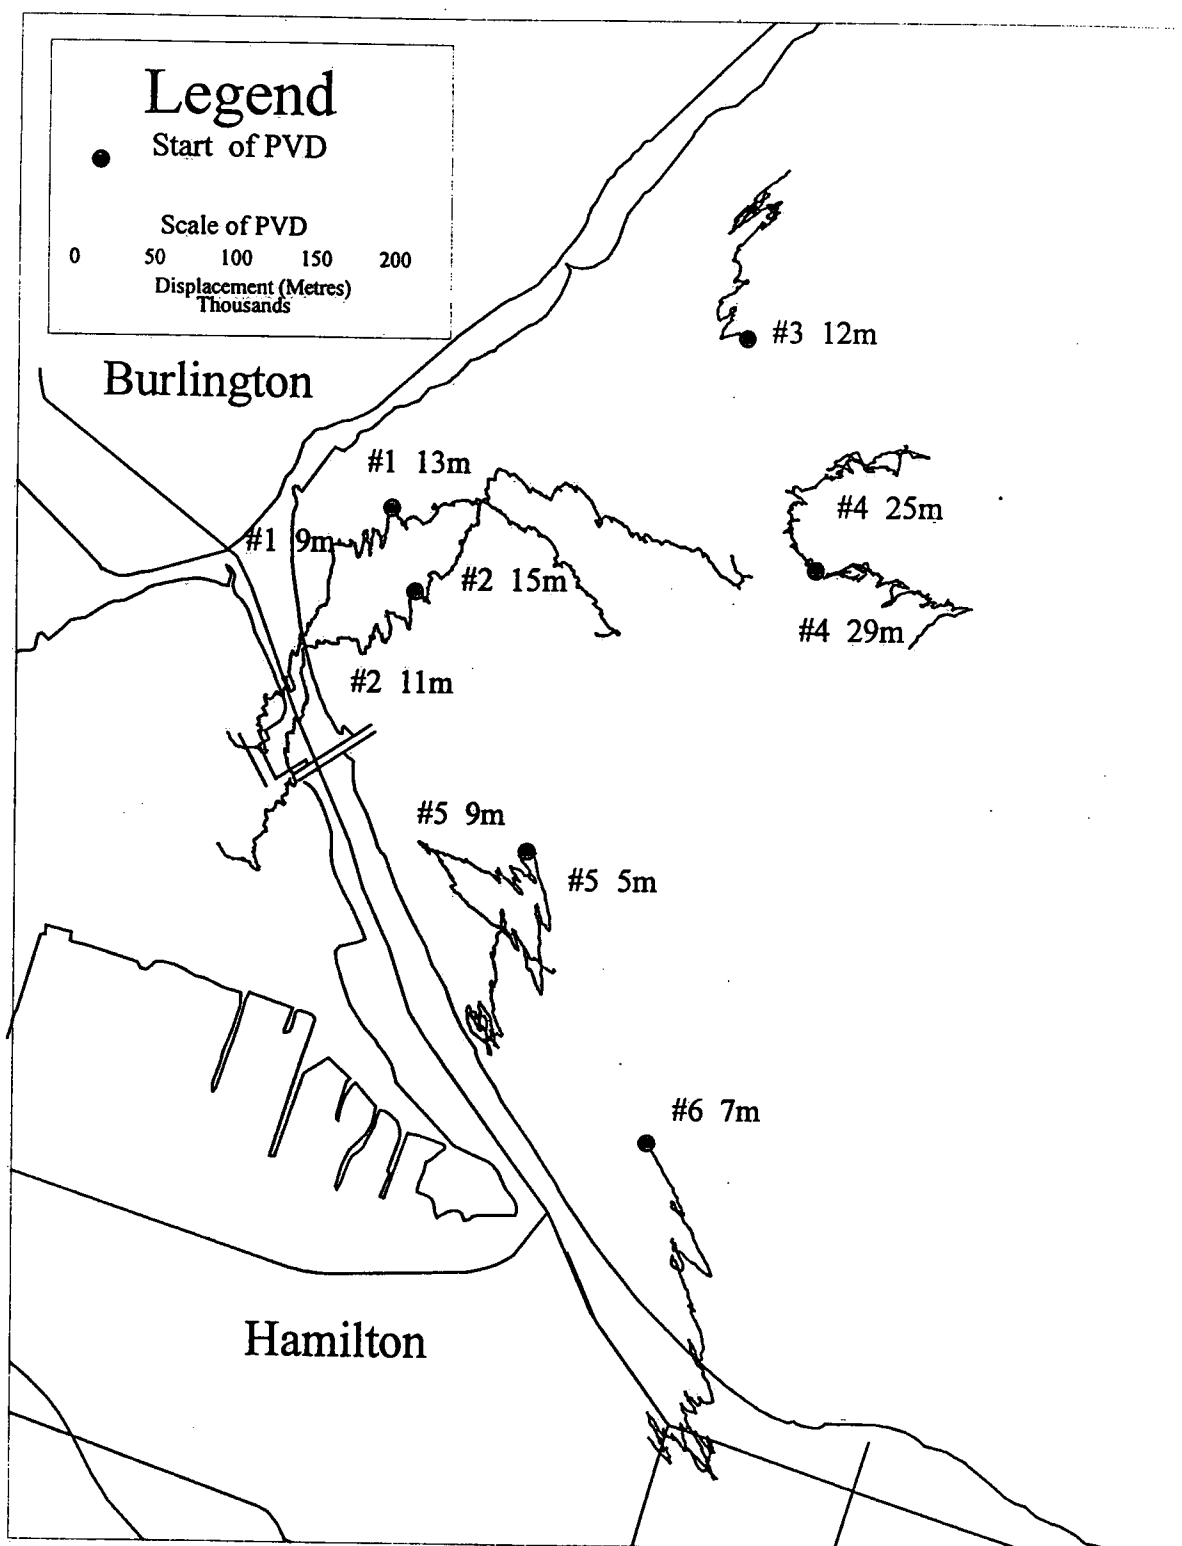 Legend
Start of PVD
Scale of PVD
0 50 100 150 200
Displacement (Metres)
Thousands
Burlington
#3 12m
#1 13m
#4 25m
#1 9m
#2 15m
#4 29m
#2 11m
#5 9m
#5 5m
#6 7m
Hamilton